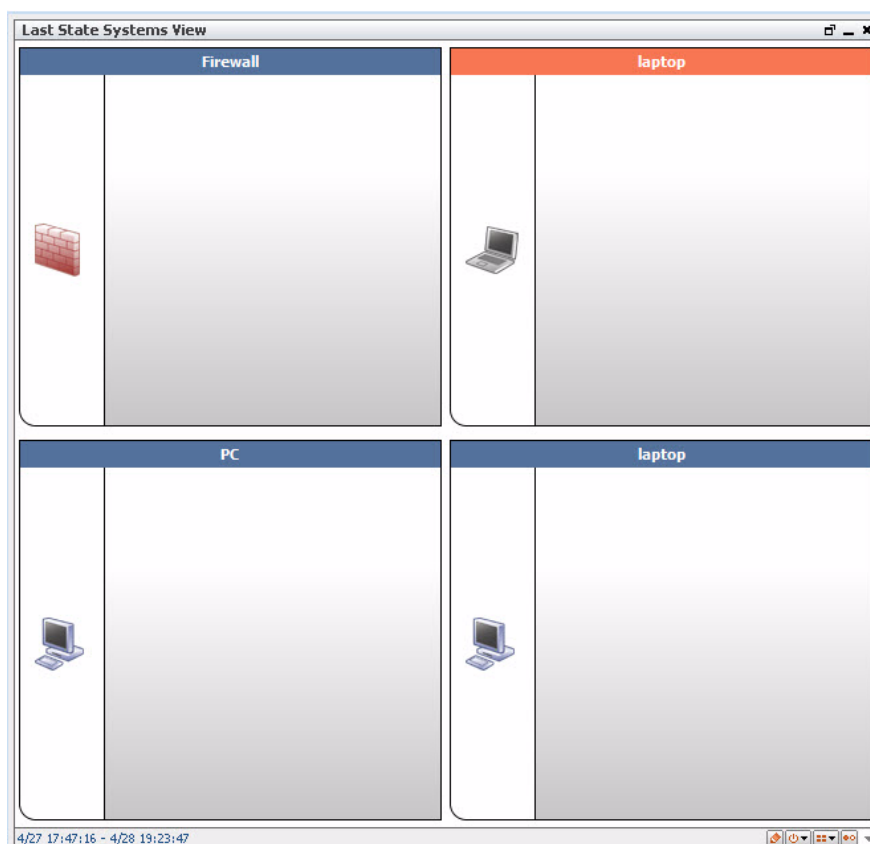 Last State Systems View
Firewall
laptop
PC
laptop
4/27 17:47:16 - 4/28 19:23:47